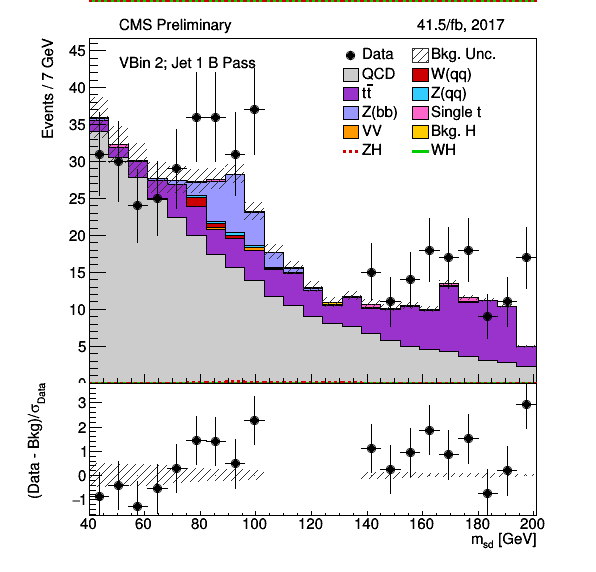 CMS Preliminary 41.5/fb, 2017
Events / 7 GeV
VBin 2; Jet 1 B Pass
Data Bkg. Unc.
QCD W(qq)
tt̄ Z(qq)
Z(bb) Single t
VV Bkg. H
ZH WH
45
40
35
30
25
20
15
10
5
0
(Data - Bkg)/σData
3
2
1
0
−1
40 60 80 100 120 140 160 180 200
msd [GeV]